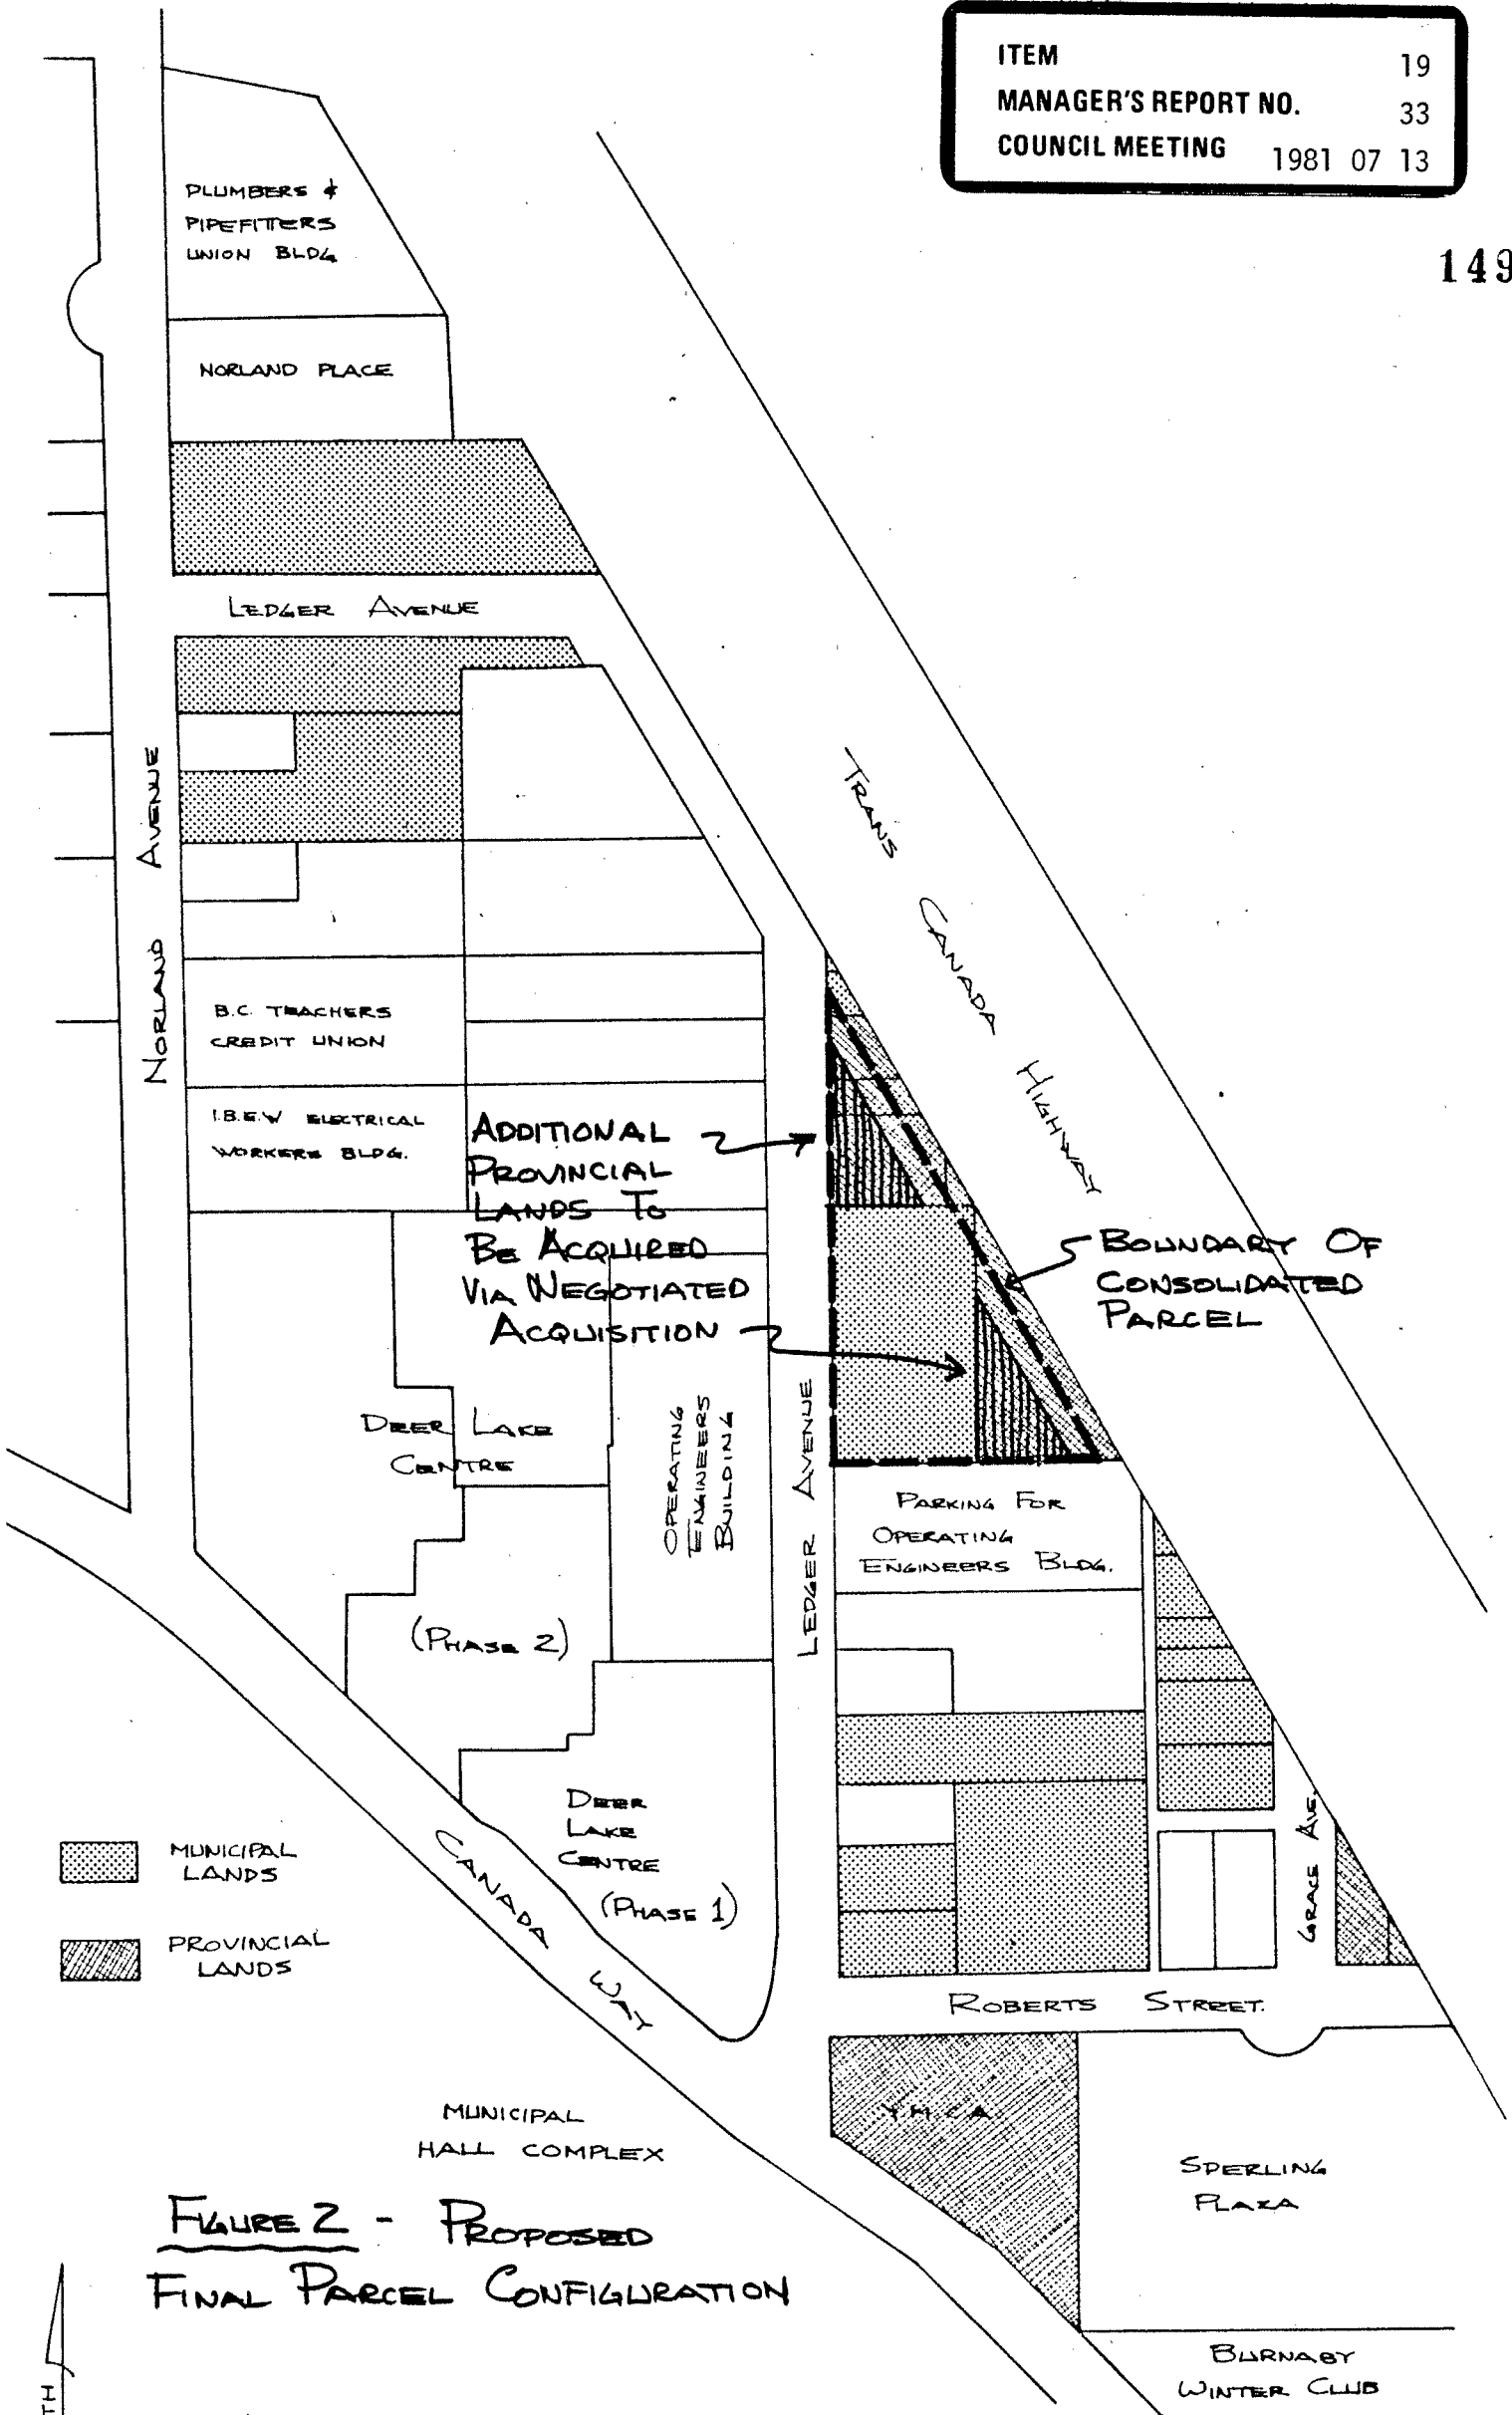 ITEM 19
MANAGER'S REPORT NO. 33
COUNCIL MEETING 1981 07 13
149
PLUMBERS &
PIPEFITTERS
UNION BLDG.
NORLAND PLACE
LEDGER AVENUE
NORLAND AVENUE
TRANS CANADA HIGHWAY
B.C. TEACHERS
CREDIT UNION
I.B.E.W ELECTRICAL
WORKERS BLDG.
ADDITIONAL
PROVINCIAL
LANDS TO
BE ACQUIRED
VIA NEGOTIATED
ACQUISITION
BOUNDARY OF
CONSOLIDATED
PARCEL
DEER LAKE
CENTRE
(PHASE 2)
OPERATING
ENGINEERS
BUILDING
LEDGER AVENUE
PARKING FOR
OPERATING
ENGINEERS BLDG.
DEER
LAKE
CENTRE
(PHASE 1)
GRACE AVE.
MUNICIPAL
LANDS
PROVINCIAL
LANDS
CANADA WAY
ROBERTS STREET.
Y.M.C.A.
MUNICIPAL
HALL COMPLEX
SPERLING
PLAZA
FIGURE 2 - PROPOSED
FINAL PARCEL CONFIGURATION
BURNABY
WINTER CLUB
TH